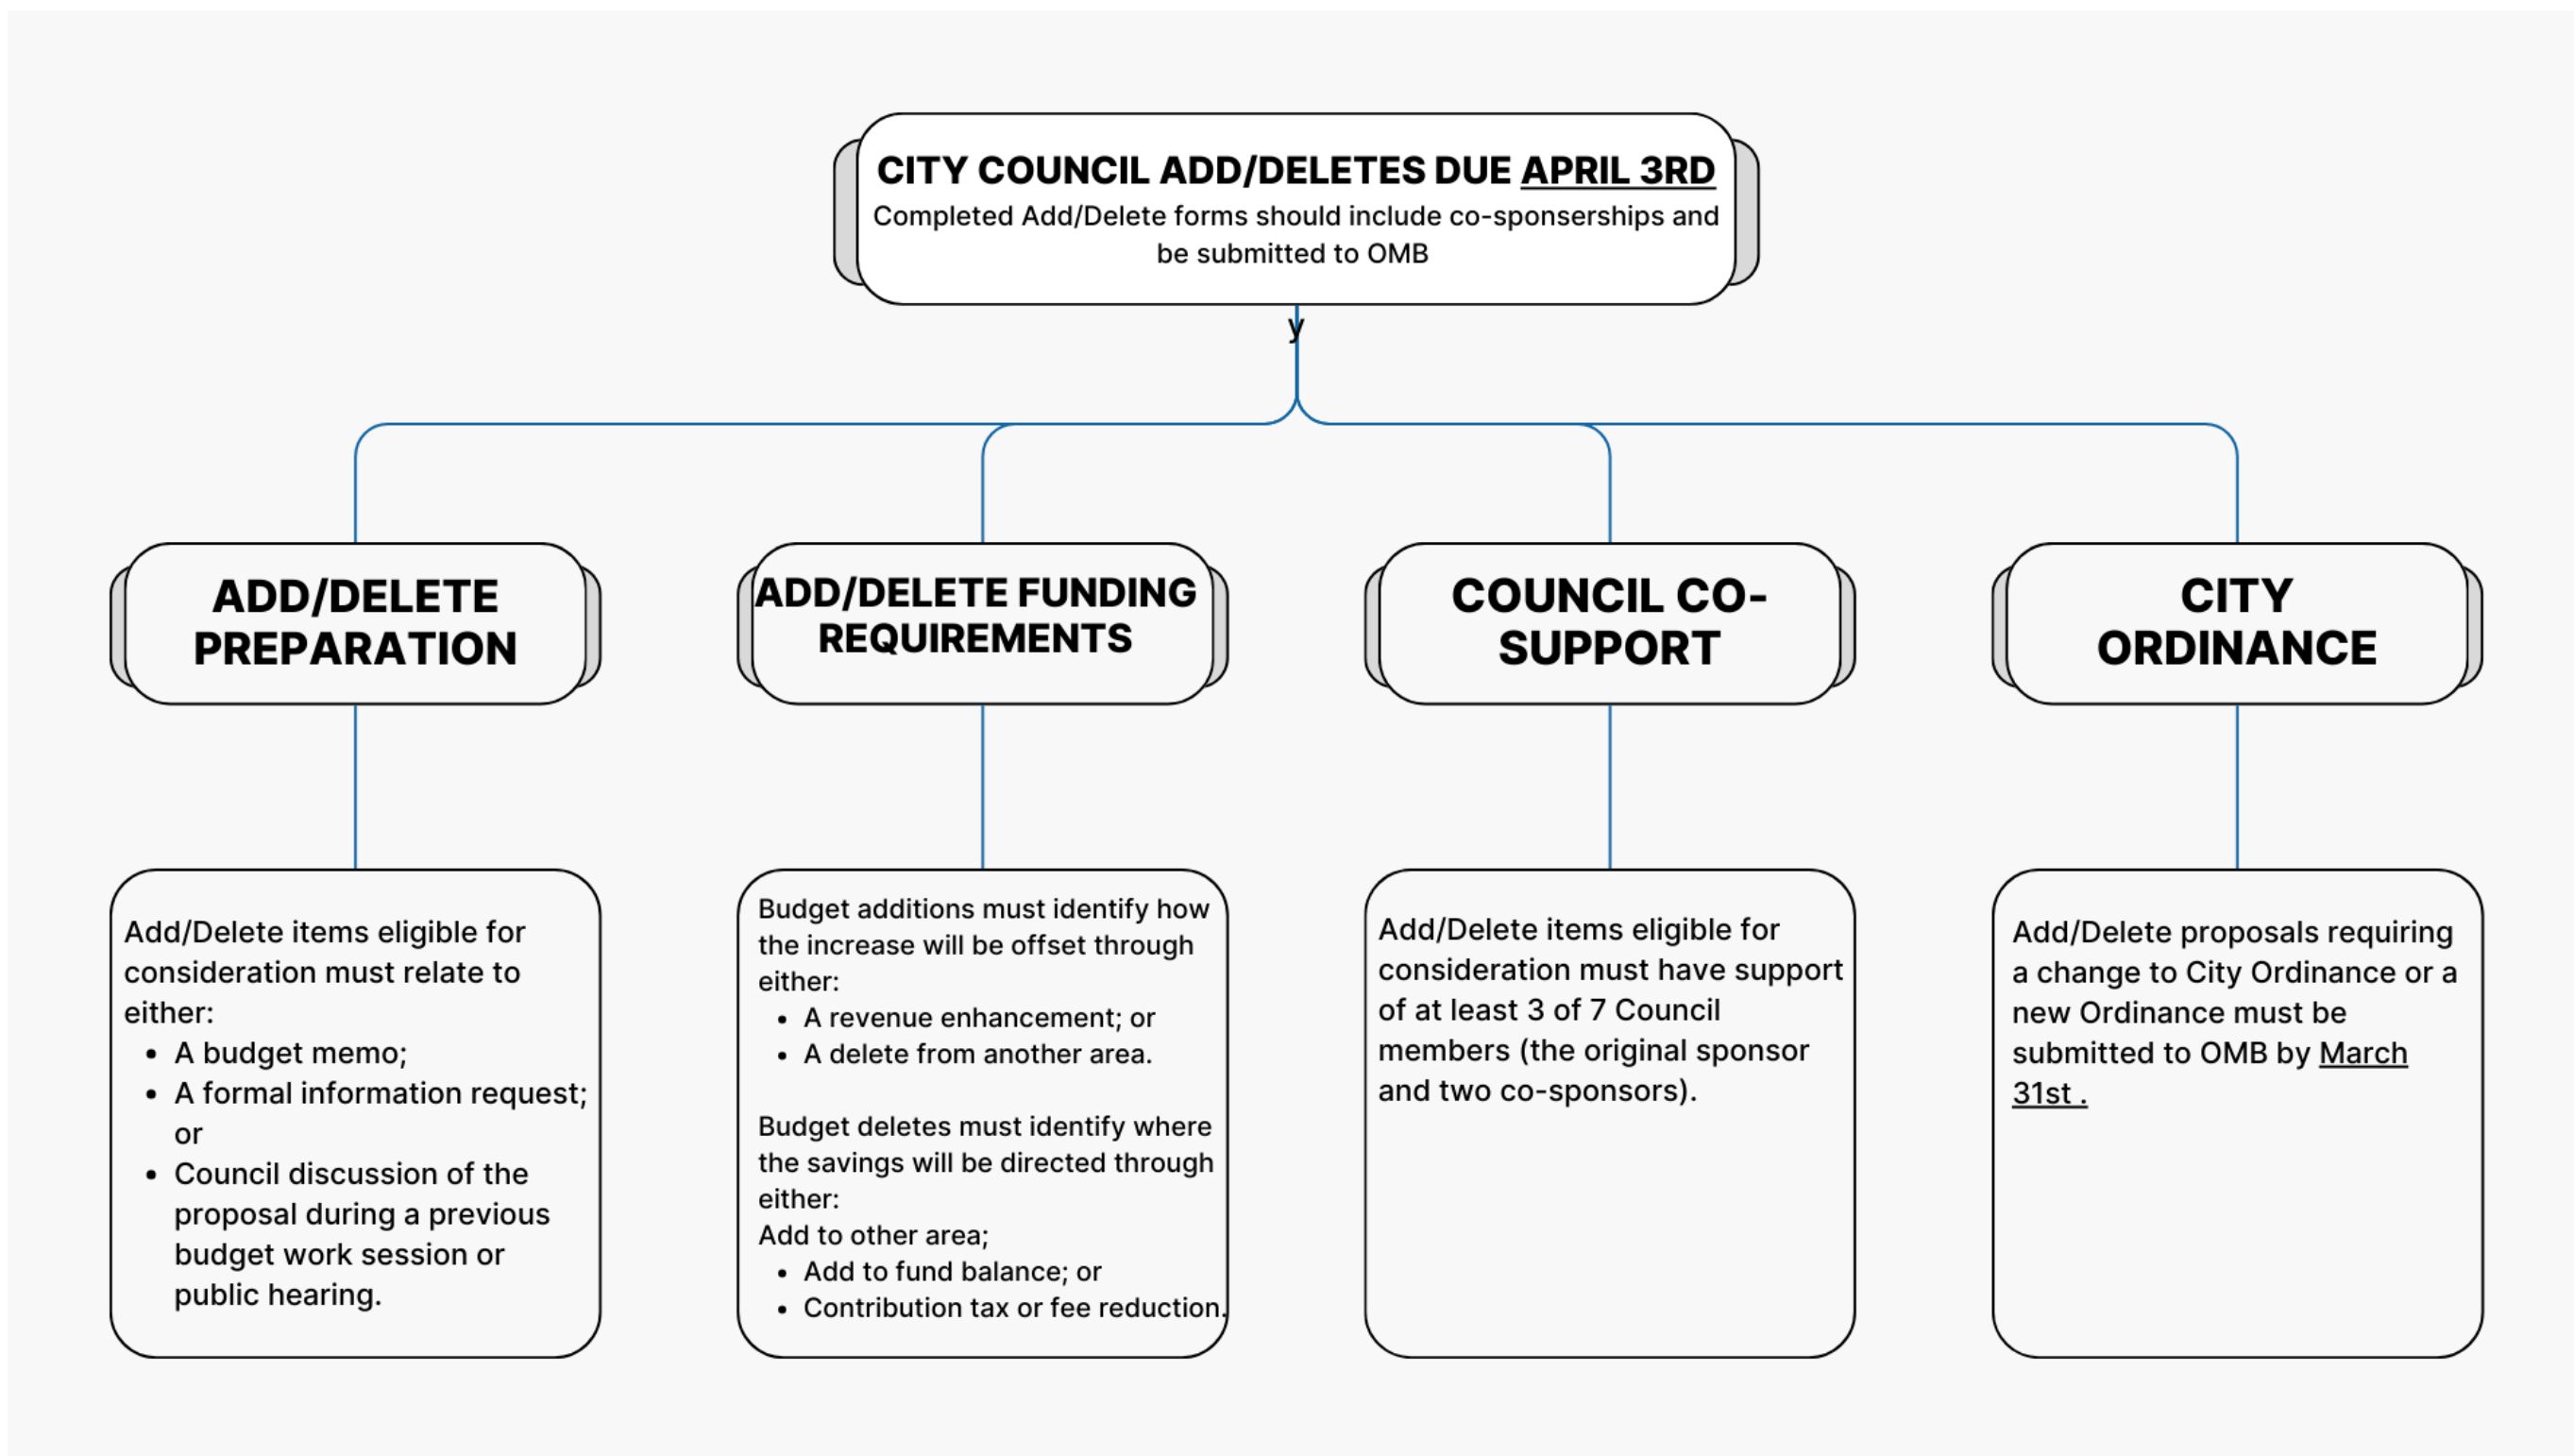 CITY COUNCIL ADD/DELETES DUE APRIL 3RD
Completed Add/Delete forms should include co-sponserships and
be submitted to OMB
y
ADD/DELETE
PREPARATION
Add/Delete items eligible for
consideration must relate to
either:
• A budget memo;
• A formal information request;
or
• Council discussion of the
proposal during a previous
budget work session or
public hearing.
ADD/DELETE FUNDING
REQUIREMENTS
Budget additions must identify how
the increase will be offset through
either:
• A revenue enhancement; or
• A delete from another area.
Budget deletes must identify where
the savings will be directed through
either:
Add to other area;
• Add to fund balance; or
• Contribution tax or fee reduction.
COUNCIL CO-
SUPPORT
Add/Delete items eligible for
consideration must have support
of at least 3 of 7 Council
members (the original sponsor
and two co-sponsors).
CITY
ORDINANCE
Add/Delete proposals requiring
a change to City Ordinance or a
new Ordinance must be
submitted to OMB by March
31st .